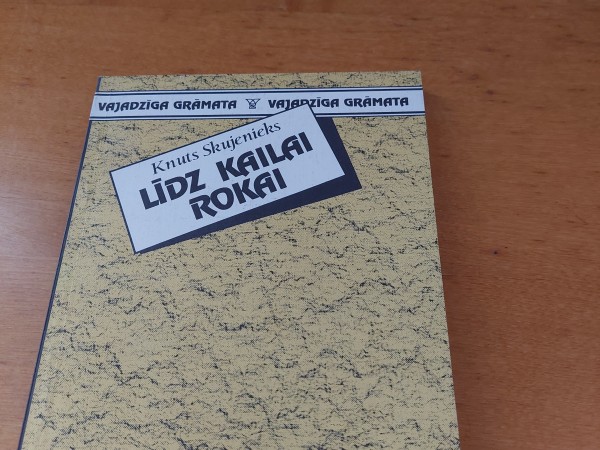 VAJADZĪGA GRĀMATA VAJADZĪGA GRĀMATA
Knuts Skujenieks
LĪDZ KAILAI
ROKAI